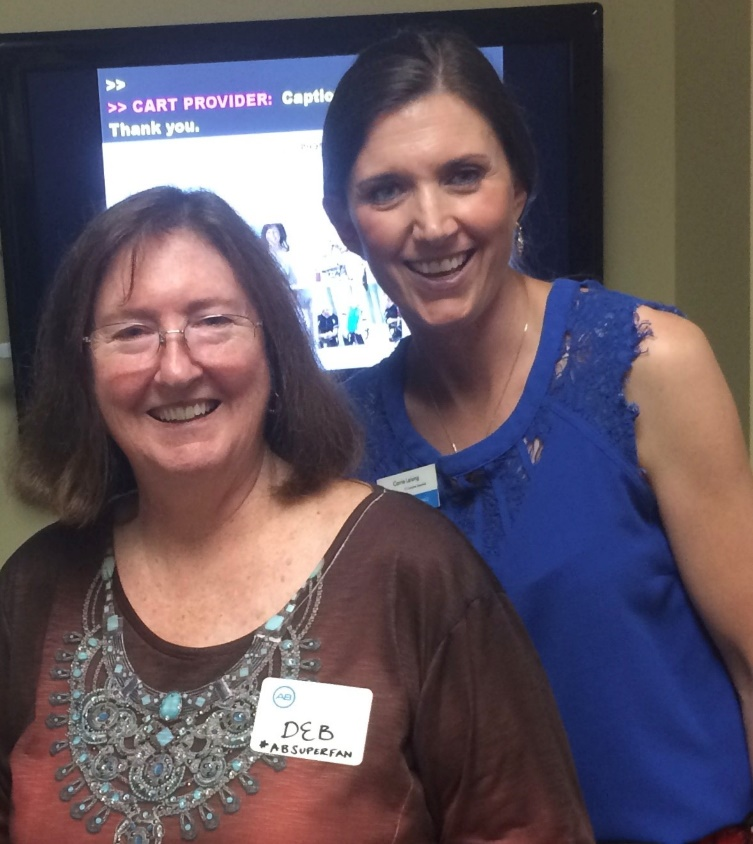 >>
>> CART PROVIDER: Captio
Thank you.
AB
DEB
#ABSUPERFAN